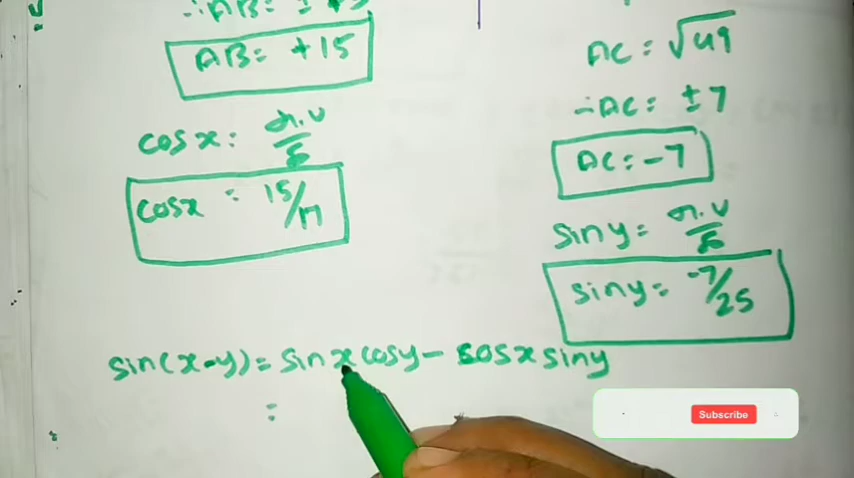 ∴AB = ±
AB = +15
cos x =
cos x = 15/17
AC = √49
∴AC = ±7
AC = -7
sin y =
sin y = -7/25
sin(x-y) = sin x cos y - cos x sin y
=
Subscribe